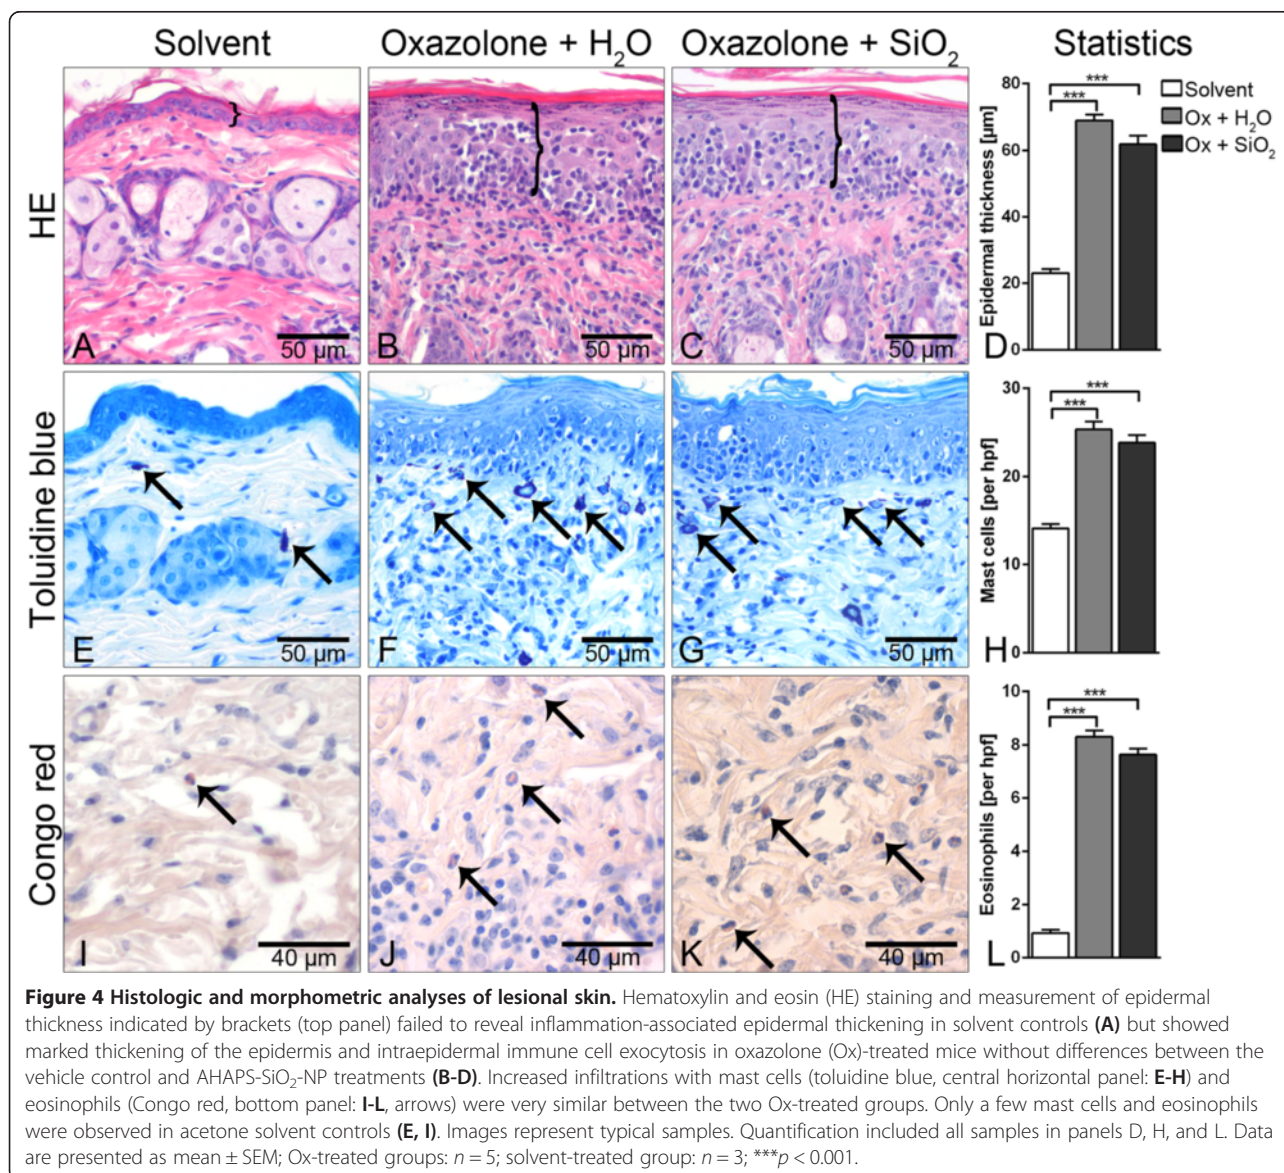 Solvent
Oxazolone + H₂O
Oxazolone + SiO₂
Statistics
HE
A
50 µm
B
50 µm
C
50 µm
D
Epidermal thickness [µm]
80
60
40
20
0
***
***
Solvent
Ox + H₂O
Ox + SiO₂
Toluidine blue
E
50 µm
F
50 µm
G
50 µm
H
Mast cells [per hpf]
30
20
10
0
***
***
Congo red
I
40 µm
J
40 µm
K
40 µm
L
Eosinophils [per hpf]
10
8
6
4
2
0
***
***
Figure 4 Histologic and morphometric analyses of lesional skin. Hematoxylin and eosin (HE) staining and measurement of epidermal
thickness indicated by brackets (top panel) failed to reveal inflammation-associated epidermal thickening in solvent controls (A) but showed
marked thickening of the epidermis and intraepidermal immune cell exocytosis in oxazolone (Ox)-treated mice without differences between the
vehicle control and AHAPS-SiO₂-NP treatments (B-D). Increased infiltrations with mast cells (toluidine blue, central horizontal panel: E-H) and
eosinophils (Congo red, bottom panel: I-L, arrows) were very similar between the two Ox-treated groups. Only a few mast cells and eosinophils
were observed in acetone solvent controls (E, I). Images represent typical samples. Quantification included all samples in panels D, H, and L. Data
are presented as mean ± SEM; Ox-treated groups: n = 5; solvent-treated group: n = 3; ***p < 0.001.